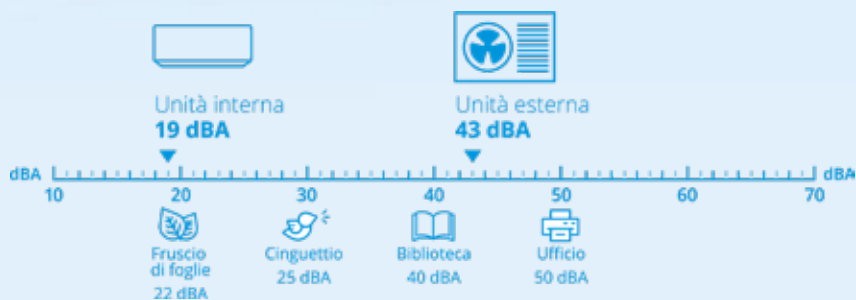 Unità interna
19 dBA
Unità esterna
43 dBA
dBA
dBA
10 20 30 40 50 60 70
Fruscio
di foglie
22 dBA
Cinguettio
25 dBA
Biblioteca
40 dBA
Ufficio
50 dBA